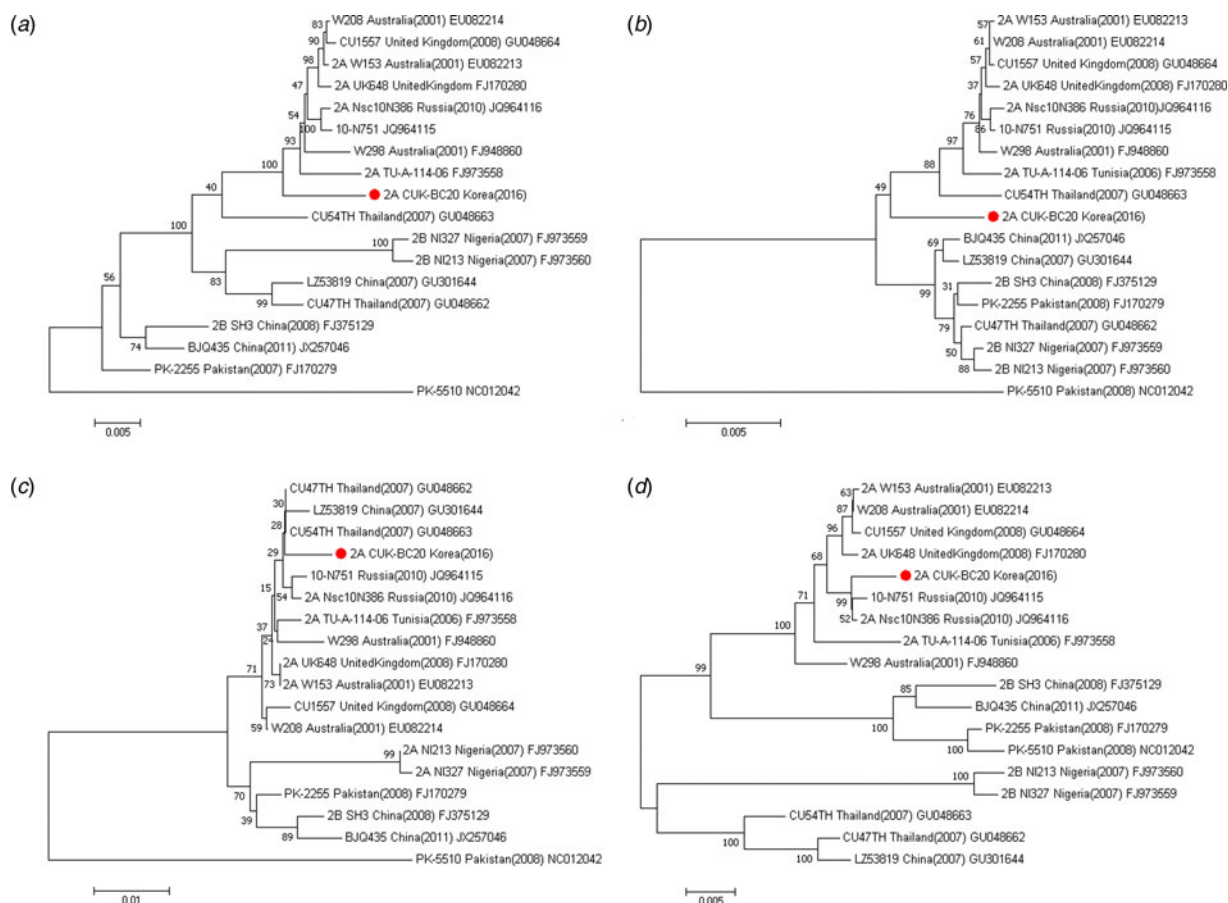 (a)
83
W208 Australia(2001) EU082214
90
CU1557 United Kingdom(2008) GU048664
98
2A W153 Australia(2001) EU082213
47
2A UK648 UnitedKingdom FJ170280
54
2A Nsc10N386 Russia(2010) JQ964116
100
10-N751 JQ964115
93
W298 Australia(2001) FJ948860
100
2A TU-A-114-06 FJ973558
40
2A CUK-BC20 Korea(2016)
100
CU54TH Thailand(2007) GU048663
100
2B NI327 Nigeria(2007) FJ973559
2B NI213 Nigeria(2007) FJ973560
83
LZ53819 China(2007) GU301644
99
CU47TH Thailand(2007) GU048662
56
2B SH3 China(2008) FJ375129
74
BJQ435 China(2011) JX257046
PK-2255 Pakistan(2007) FJ170279
PK-5510 NC012042
0.005
(b)
57
2A W153 Australia(2001) EU082213
61
W208 Australia(2001) EU082214
57
CU1557 United Kingdom(2008) GU048664
37
2A UK648 UnitedKingdom(2008) FJ170280
76
2A Nsc10N386 Russia(2010)JQ964116
86
10-N751 Russia(2010) JQ964115
97
W298 Australia(2001) FJ948860
88
2A TU-A-114-06 Tunisia(2006) FJ973558
49
CU54TH Thailand(2007) GU048663
2A CUK-BC20 Korea(2016)
69
BJQ435 China(2011) JX257046
LZ53819 China(2007) GU301644
99
31
2B SH3 China(2008) FJ375129
PK-2255 Pakistan(2008) FJ170279
79
CU47TH Thailand(2007) GU048662
50
2B NI327 Nigeria(2007) FJ973559
88
2B NI213 Nigeria(2007) FJ973560
PK-5510 Pakistan(2008) NC012042
0.005
(c)
CU47TH Thailand(2007) GU048662
30
LZ53819 China(2007) GU301644
28
CU54TH Thailand(2007) GU048663
29
2A CUK-BC20 Korea(2016)
15
10-N751 Russia(2010) JQ964115
54
2A Nsc10N386 Russia(2010) JQ964116
37
2A TU-A-114-06 Tunisia(2006) FJ973558
24
W298 Australia(2001) FJ948860
71
2A UK648 UnitedKingdom(2008) FJ170280
73
2A W153 Australia(2001) EU082213
CU1557 United Kingdom(2008) GU048664
59
W208 Australia(2001) EU082214
99
2A NI213 Nigeria(2007) FJ973560
2A NI327 Nigeria(2007) FJ973559
70
PK-2255 Pakistan(2008) FJ170279
39
2B SH3 China(2008) FJ375129
89
BJQ435 China(2011) JX257046
PK-5510 Pakistan(2008) NC012042
0.01
(d)
63
2A W153 Australia(2001) EU082213
87
W208 Australia(2001) EU082214
96
CU1557 United Kingdom(2008) GU048664
68
2A UK648 UnitedKingdom(2008) FJ170280
2A CUK-BC20 Korea(2016)
71
99
10-N751 Russia(2010) JQ964115
52
2A Nsc10N386 Russia(2010) JQ964116
100
2A TU-A-114-06 Tunisia(2006) FJ973558
W298 Australia(2001) FJ948860
99
85
2B SH3 China(2008) FJ375129
BJQ435 China(2011) JX257046
100
PK-2255 Pakistan(2008) FJ170279
100
PK-5510 Pakistan(2008) NC012042
100
2B NI213 Nigeria(2007) FJ973560
2B NI327 Nigeria(2007) FJ973559
CU54TH Thailand(2007) GU048663
100
CU47TH Thailand(2007) GU048662
100
LZ53819 China(2007) GU301644
0.005